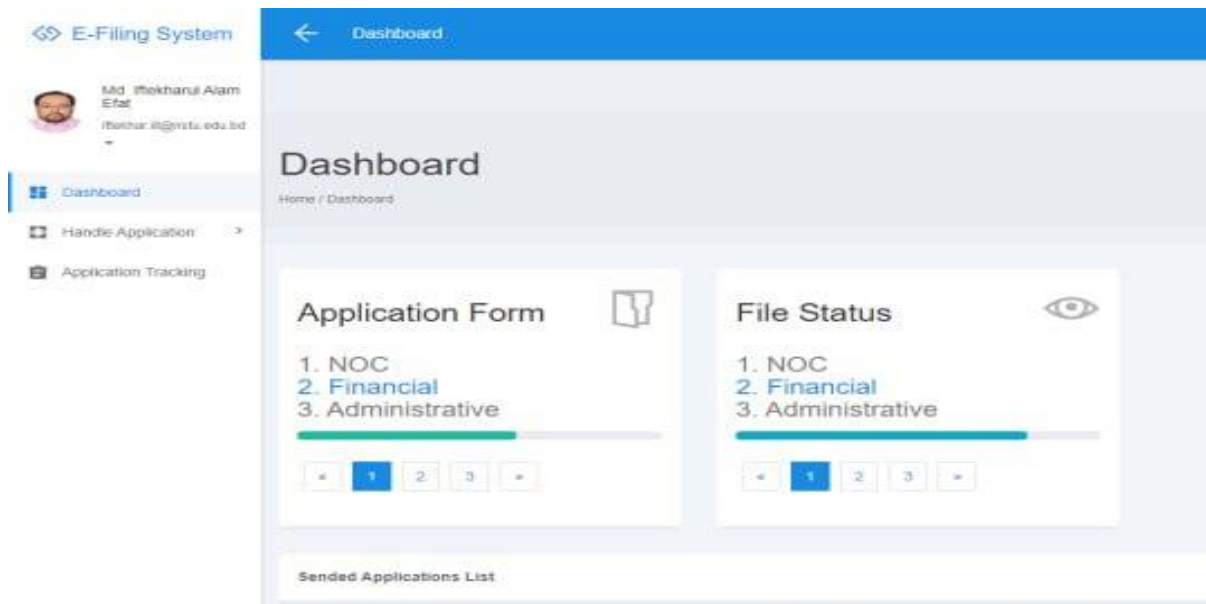 E-Filing System
Dashboard
Md Iftekharul Alam
Efat
Dashboard
Handle Application
Application Tracking
Dashboard
Home / Dashboard
Application Form
1. NOC
2. Financial
3. Administrative
« 1 2 3 »
File Status
1. NOC
2. Financial
3. Administrative
« 1 2 3 »
Sended Applications List